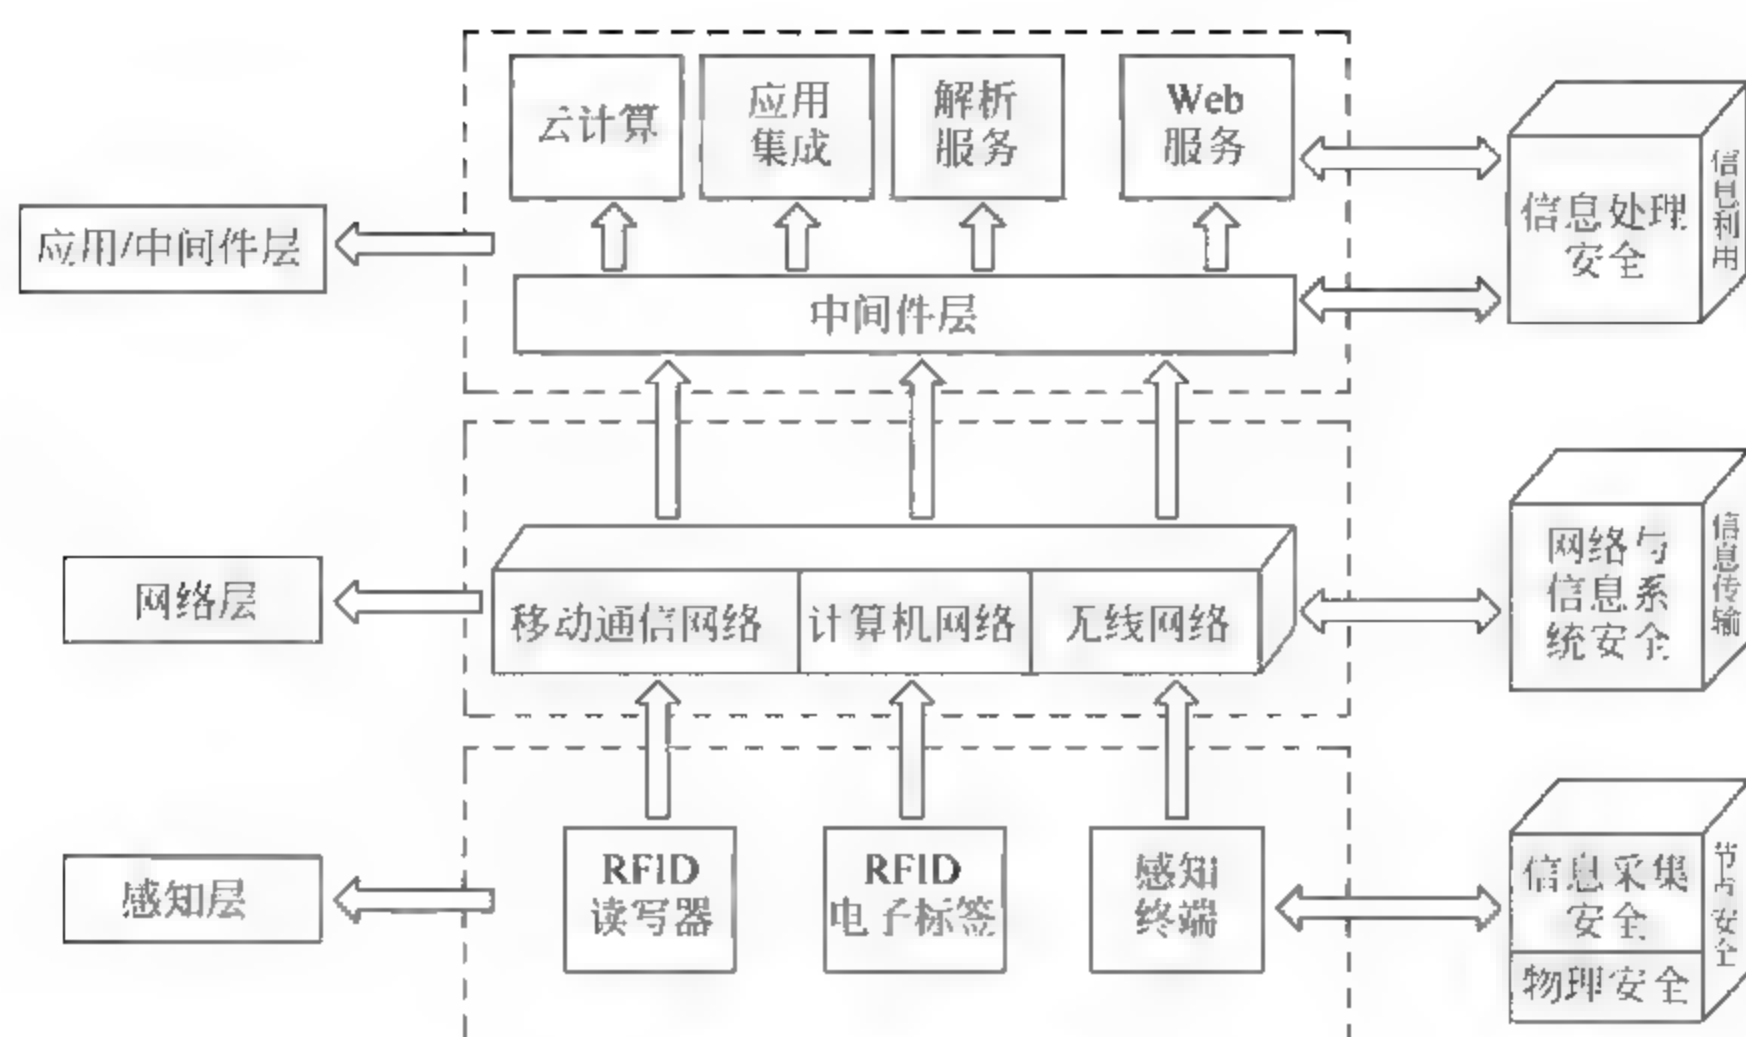 云计算
应用
集成
解析
服务
Web
服务
信息处理
安全
信息利用
应用/中间件层
中间件层
网络层
移动通信网络
计算机网络
无线网络
网络与
信息系
统安全
信息传输
感知层
RFID
读写器
RFID
电子标签
感知
终端
信息采集
安全
物理安全
节点安全